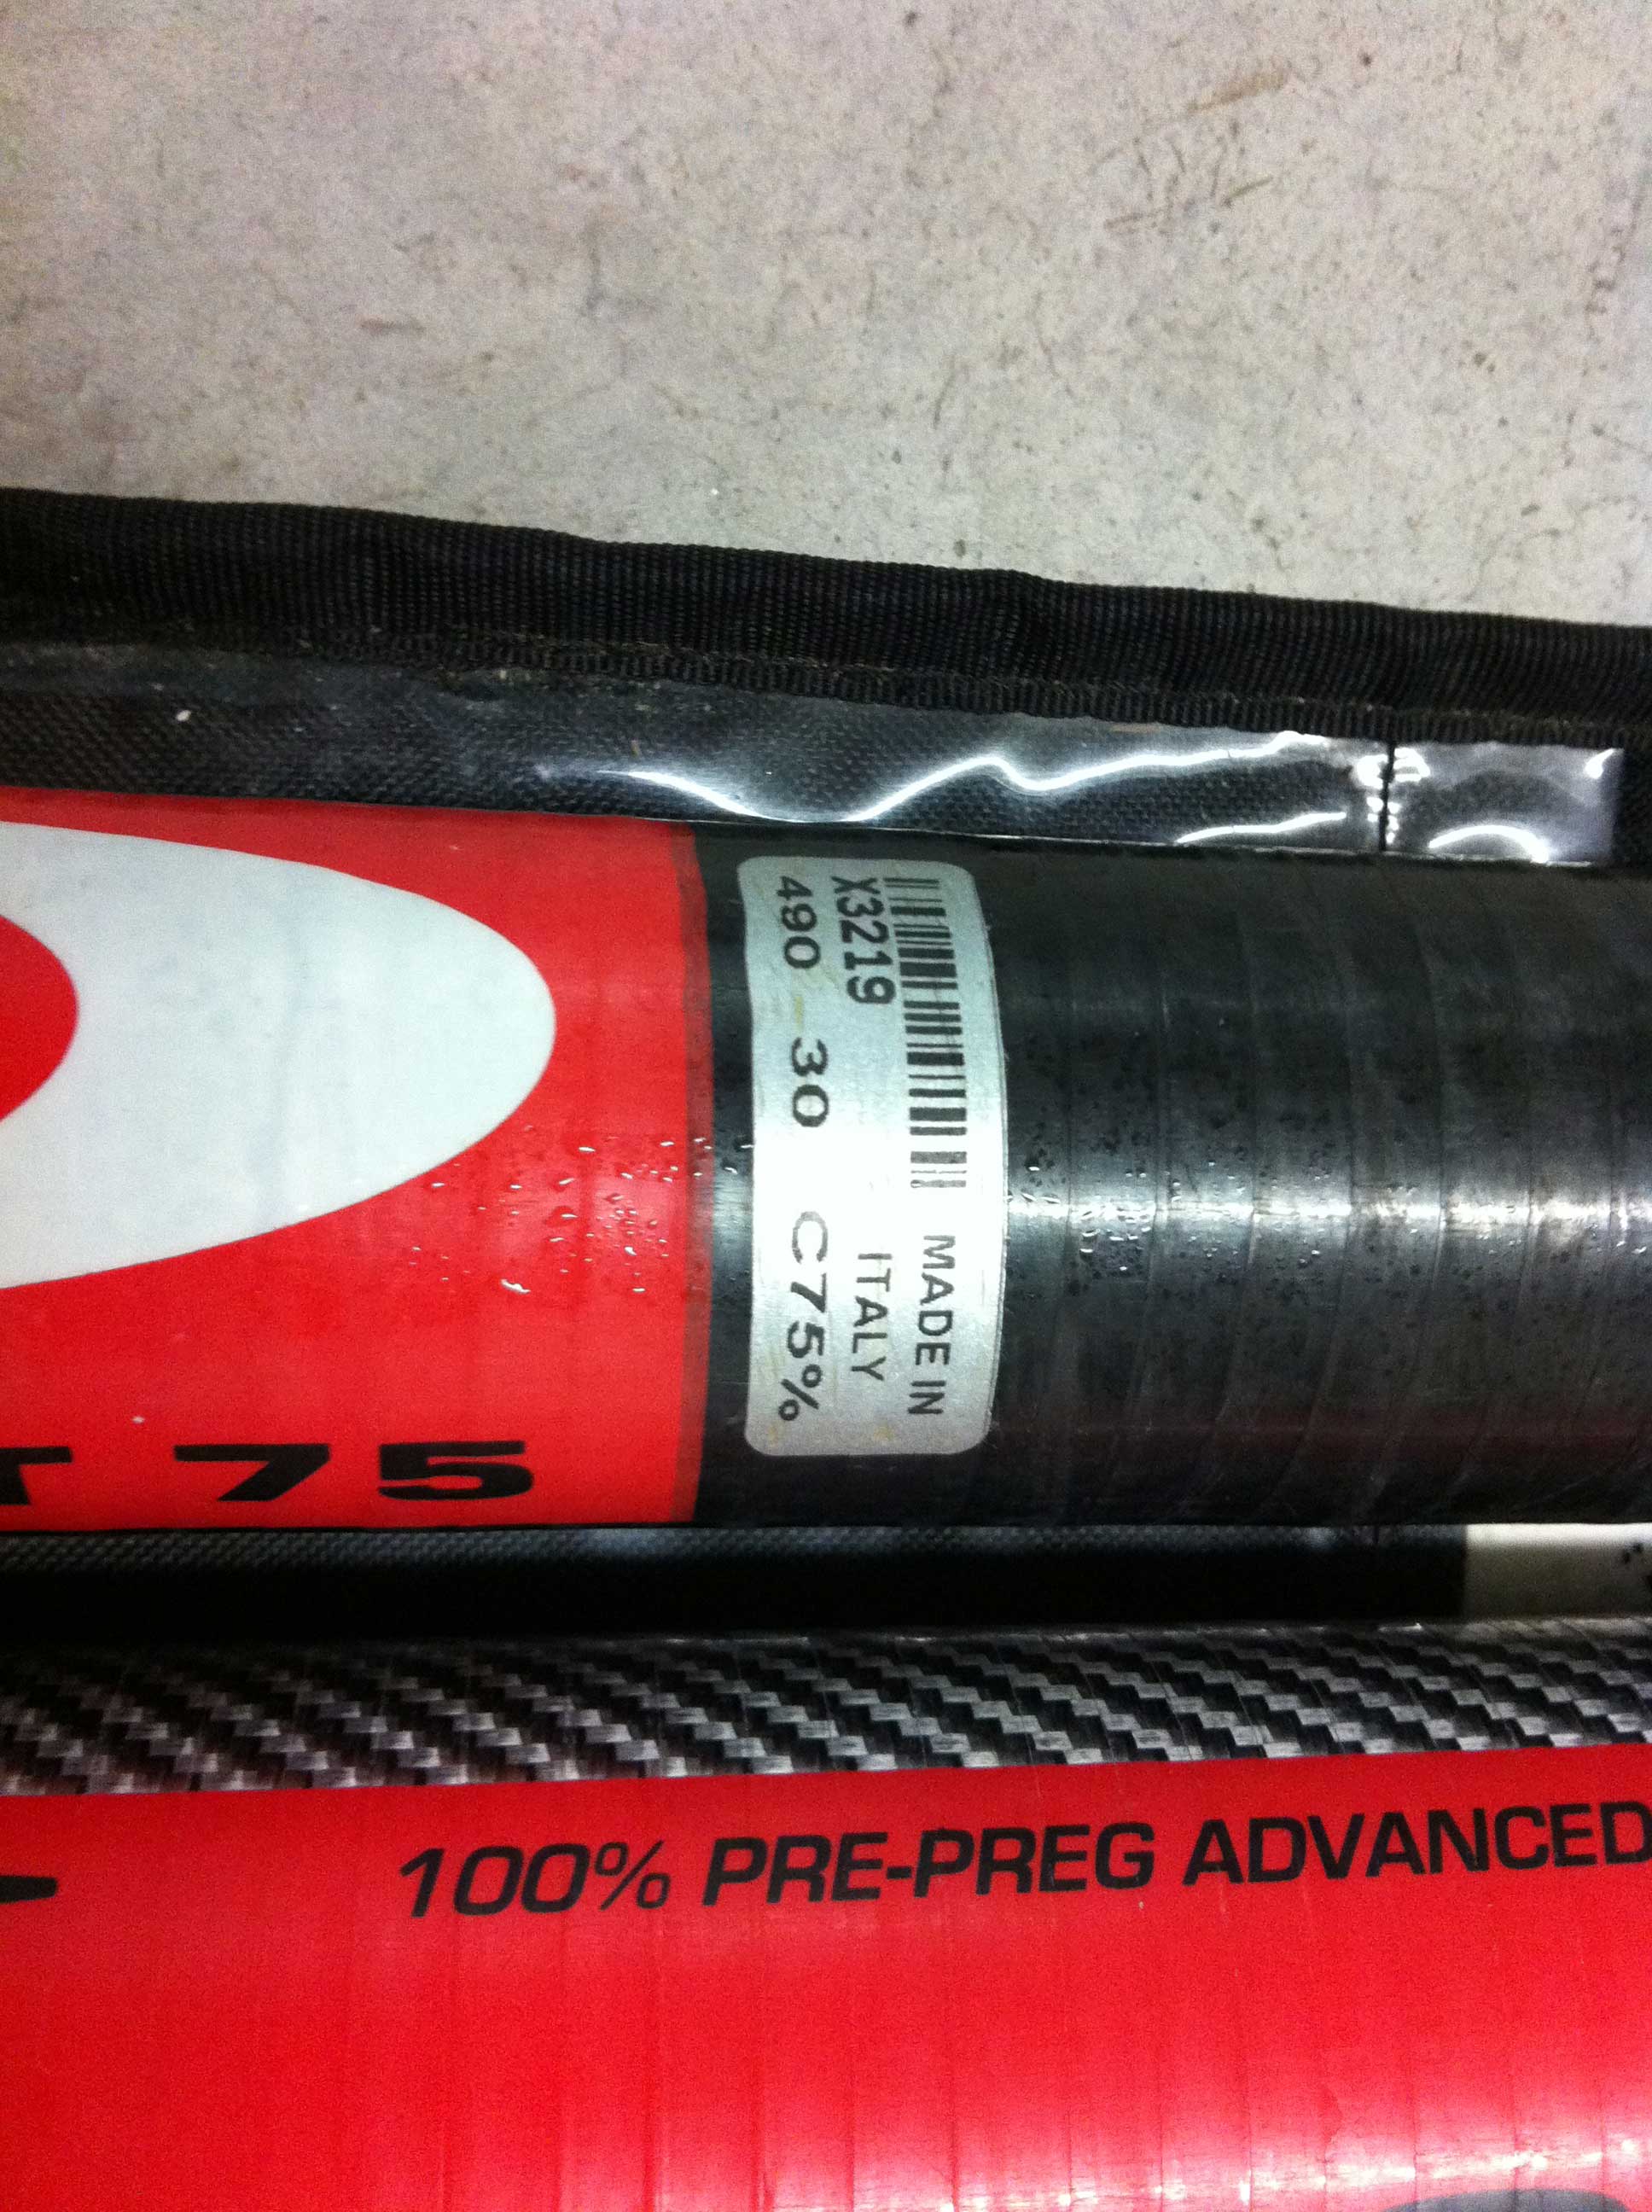 X3219
MADE IN
ITALY
490-30 C75%
75
100% PRE-PREG ADVANCED